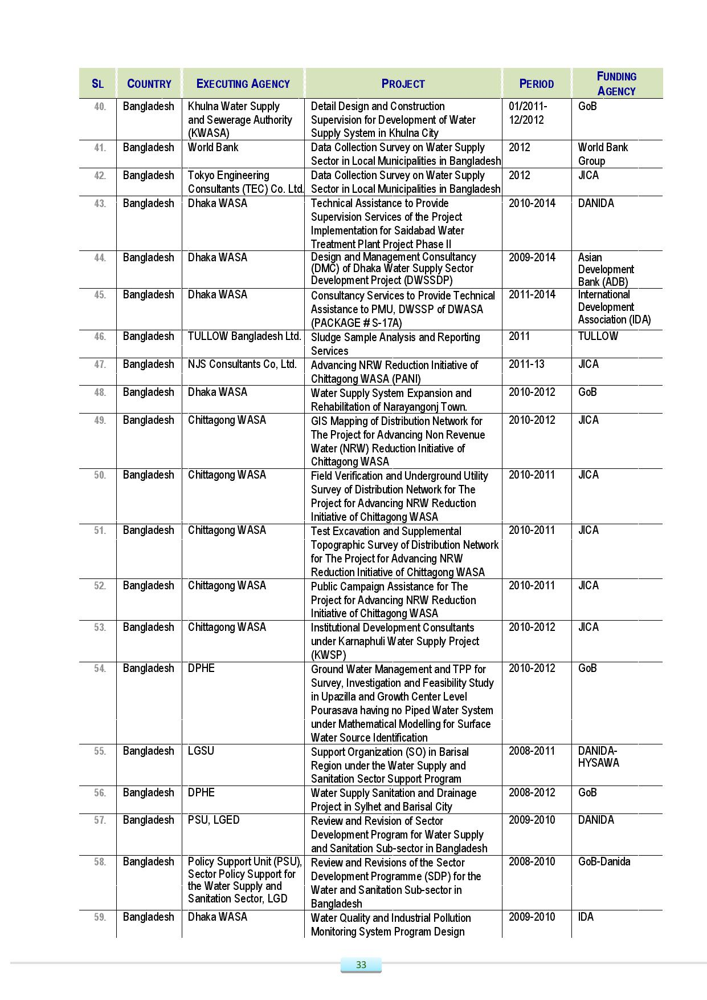 SL COUNTRY EXECUTING AGENCY PROJECT PERIOD FUNDING AGENCY
40. Bangladesh Khulna Water Supply Detail Design and Construction 01/2011- GoB
and Sewerage Authority Supervision for Development of Water 12/2012
(KWASA) Supply System in Khulna City
41. Bangladesh World Bank Data Collection Survey on Water Supply 2012 World Bank
Sector in Local Municipalities in Bangladesh Group
42. Bangladesh Tokyo Engineering Data Collection Survey on Water Supply 2012 JICA
Consultants (TEC) Co. Ltd. Sector in Local Municipalities in Bangladesh
43. Bangladesh Dhaka WASA Technical Assistance to Provide 2010-2014 DANIDA
Supervision Services of the Project
Implementation for Saidabad Water
Treatment Plant Project Phase II
44. Bangladesh Dhaka WASA Design and Management Consultancy 2009-2014 Asian
(DMC) of Dhaka Water Supply Sector Development
Development Project (DWSSDP) Bank (ADB)
45. Bangladesh Dhaka WASA Consultancy Services to Provide Technical 2011-2014 International
Assistance to PMU, DWSSP of DWASA Development
(PACKAGE # S-17A) Association (IDA)
46. Bangladesh TULLOW Bangladesh Ltd. Sludge Sample Analysis and Reporting 2011 TULLOW
Services
47. Bangladesh NJS Consultants Co, Ltd. Advancing NRW Reduction Initiative of 2011-13 JICA
Chittagong WASA (PANI)
48. Bangladesh Dhaka WASA Water Supply System Expansion and 2010-2012 GoB
Rehabilitation of Narayangonj Town.
49. Bangladesh Chittagong WASA GIS Mapping of Distribution Network for 2010-2012 JICA
The Project for Advancing Non Revenue
Water (NRW) Reduction Initiative of
Chittagong WASA
50. Bangladesh Chittagong WASA Field Verification and Underground Utility 2010-2011 JICA
Survey of Distribution Network for The
Project for Advancing NRW Reduction
Initiative of Chittagong WASA
51. Bangladesh Chittagong WASA Test Excavation and Supplemental 2010-2011 JICA
Topographic Survey of Distribution Network
for The Project for Advancing NRW
Reduction Initiative of Chittagong WASA
52. Bangladesh Chittagong WASA Public Campaign Assistance for The 2010-2011 JICA
Project for Advancing NRW Reduction
Initiative of Chittagong WASA
53. Bangladesh Chittagong WASA Institutional Development Consultants 2010-2012 JICA
under Karnaphuli Water Supply Project
(KWSP)
54. Bangladesh DPHE Ground Water Management and TPP for 2010-2012 GoB
Survey, Investigation and Feasibility Study
in Upazilla and Growth Center Level
Pourasava having no Piped Water System
under Mathematical Modelling for Surface
Water Source Identification
55. Bangladesh LGSU Support Organization (SO) in Barisal 2008-2011 DANIDA-
Region under the Water Supply and HYSAWA
Sanitation Sector Support Program
56. Bangladesh DPHE Water Supply Sanitation and Drainage 2008-2012 GoB
Project in Sylhet and Barisal City
57. Bangladesh PSU, LGED Review and Revision of Sector 2009-2010 DANIDA
Development Program for Water Supply
and Sanitation Sub-sector in Bangladesh
58. Bangladesh Policy Support Unit (PSU), Review and Revisions of the Sector 2008-2010 GoB-Danida
Sector Policy Support for Development Programme (SDP) for the
the Water Supply and Water and Sanitation Sub-sector in
Sanitation Sector, LGD Bangladesh
59. Bangladesh Dhaka WASA Water Quality and Industrial Pollution 2009-2010 IDA
Monitoring System Program Design
33